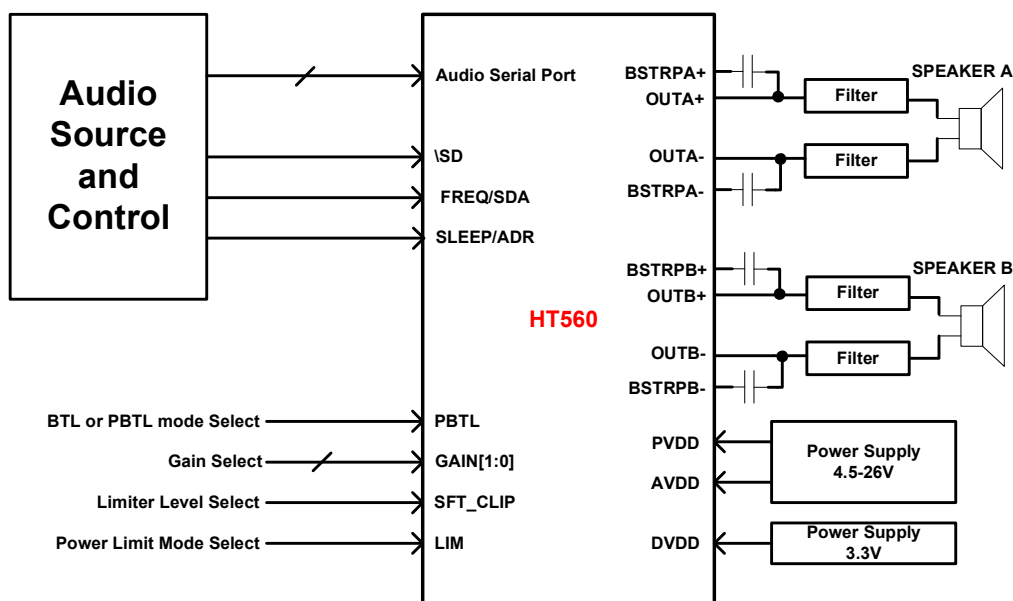 Audio
Source
and
Control
Audio Serial Port
\SD
FREQ/SDA
SLEEP/ADR
BTL or PBTL mode Select
PBTL
Gain Select
GAIN[1:0]
Limiter Level Select
SFT_CLIP
Power Limit Mode Select
LIM
HT560
BSTRPA+
OUTA+
OUTA-
BSTRPA-
BSTRPB+
OUTB+
OUTB-
BSTRPB-
PVDD
AVDD
DVDD
Filter
Filter
SPEAKER A
Filter
Filter
SPEAKER B
Power Supply
4.5-26V
Power Supply
3.3V